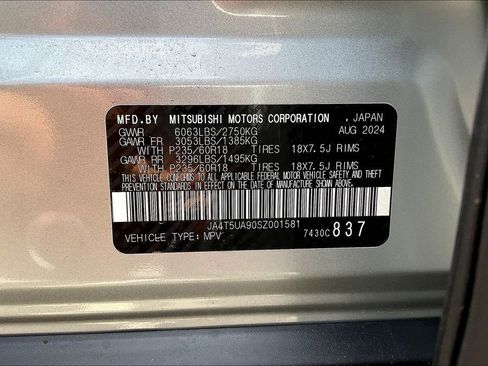 MFD.BY MITSUBISHI MOTORS CORPORATION, JAPAN
GVWR 6063LBS/2750KG AUG 2024
GAWR FR 3053LBS/1385KG
WITH P235/60R18 TIRES 18X7.5J RIMS
GAWR RR 3296LBS/1495KG
WITH P235/60R18 TIRES 18X7.5J RIMS
THIS VEHICLE CONFORMS TO ALL APPLICABLE FEDERAL MOTOR VEHICLE
SAFETY, BUMPER, AND THEFT PREVENTION STANDARDS IN EFFECT ON
THE DATE OF MANUFACTURE SHOWN ABOVE.
JA4T5UA90SZ001581
VEHICLE TYPE: MPV 7430C 837